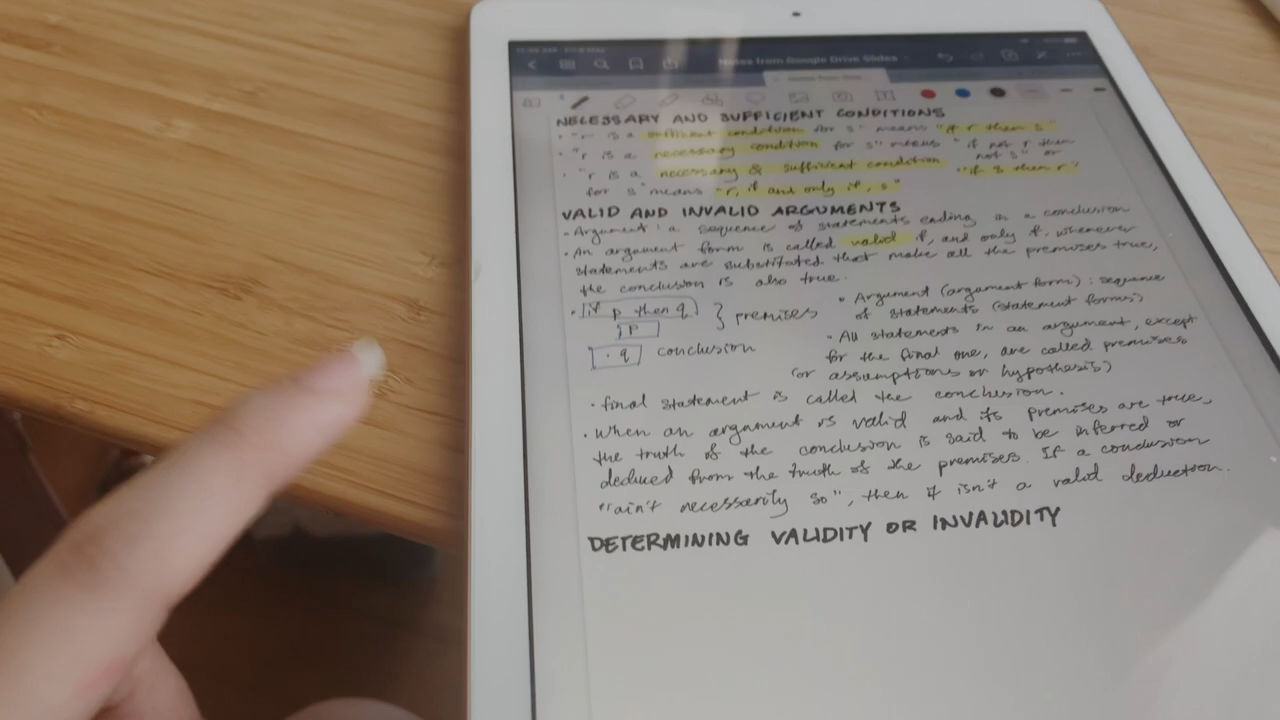 Notes from Google Drive Slides
NECESSARY AND SUFFICIENT CONDITIONS
• "r is a sufficient condition for s" means "if r then s"
• "r is a necessary condition for s" means "if not r then not s" or "if s then r"
• "r is a necessary & sufficient condition
for s" means "r, if and only if, s"
VALID AND INVALID ARGUMENTS
- Argument: a sequence of statements ending in a conclusion
• An argument form is called valid if, and only if, whenever
statements are substituted that make all the premises true,
the conclusion is also true.
• if p then q } premises
p
∴ q conclusion
• Argument (argument form): sequence
of statements (statement forms)
- All statements in an argument, except
for the final one, are called premises
(or assumptions or hypothesis)
• final statement is called the conclusion.
• When an argument is valid and its premises are true,
the truth of the conclusion is said to be inferred or
deduced from the truth of the premises. If a conclusion
"ain't necessarily so", then it isn't a valid deduction.
DETERMINING VALIDITY OR INVALIDITY